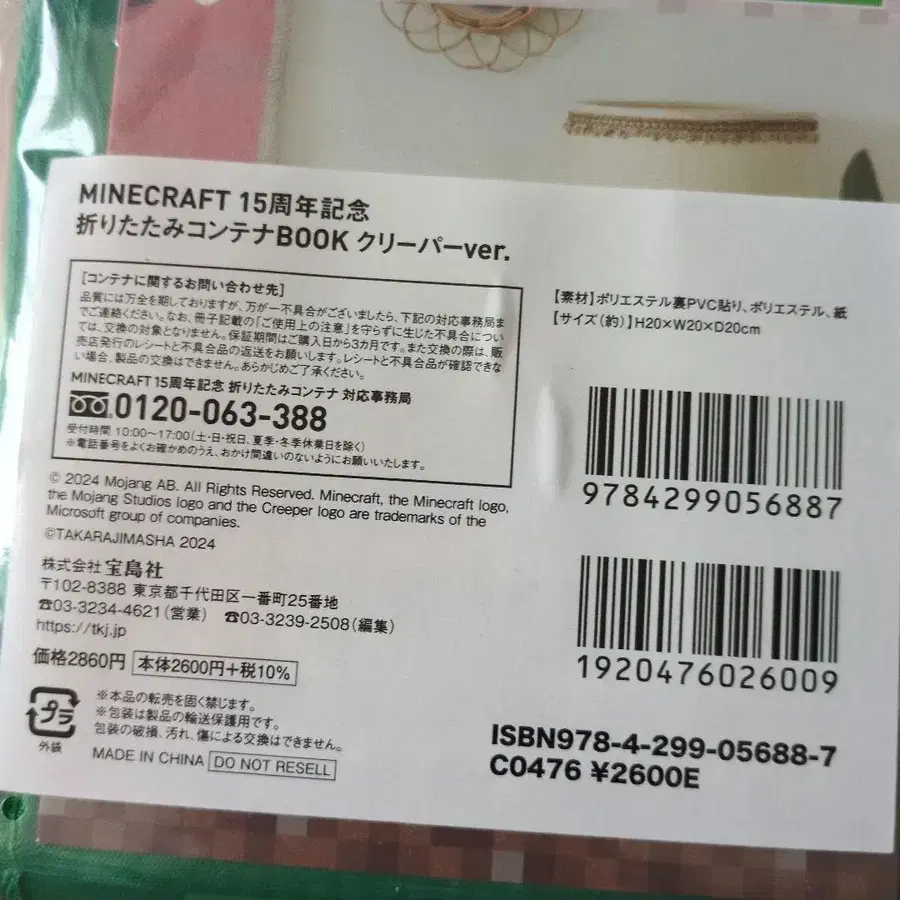 MINECRAFT 15周年記念
折りたたみコンテナBOOK クリーパーver.
[コンテナに関するお問い合わせ先]
品質には万全を期しておりますが、万が一不具合がございましたら、下記の対応事務局ま
でご連絡ください。なお、冊子記載の「ご使用上の注意」を守らずに生じた不具合につい
ては、交換の対象となりません。保証期間はご購入日から3カ月です。また交換の際は、販
売店発行のレシートと不具合品の返送をお願いします。レシートと不具合品が確認できな
い場合、製品の交換はできません。あらかじめご了承ください。
MINECRAFT 15周年記念 折りたたみコンテナ 対応事務局
0120-063-388
受付時間 10:00~17:00(土・日・祝日、夏季・冬季休業日を除く)
※電話番号をよくお確かめのうえ、おかけ間違いのないようにお願いいたします。
© 2024 Mojang AB. All Rights Reserved. Minecraft, the Minecraft logo,
the Mojang Studios logo and the Creeper logo are trademarks of the
Microsoft group of companies.
©TAKARAJIMASHA 2024
株式会社 宝島社
〒102-8388 東京都千代田区一番町25番地
☎03-3234-4621(営業) ☎03-3239-2508(編集)
https://tkj.jp
価格2860円 本体2600円+税10%
プラ
外袋
※本品の転売を固く禁じます。
※包装は製品の輸送保護用です。
包装の破損、汚れ、傷による交換はできません。
MADE IN CHINA DO NOT RESELL
【素材】ポリエステル裏PVC貼り、ポリエステル、紙
【サイズ(約)】H20×W20×D20cm
9784299056887
1920476026009
ISBN978-4-299-05688-7
C0476 ¥2600E